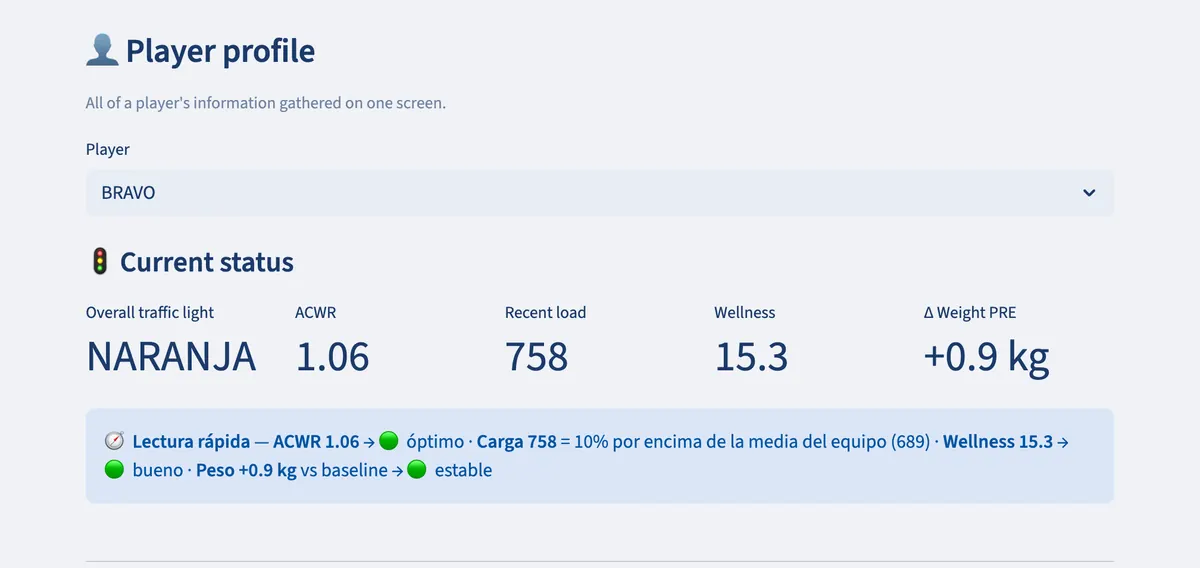 Player profile
All of a player's information gathered on one screen.
Player
BRAVO
Current status
Overall traffic light
ACWR
Recent load
Wellness
Δ Weight PRE
NARANJA
1.06
758
15.3
+0.9 kg
Lectura rápida — ACWR 1.06 → óptimo · Carga 758 = 10% por encima de la media del equipo (689) · Wellness 15.3 →
bueno · Peso +0.9 kg vs baseline → estable